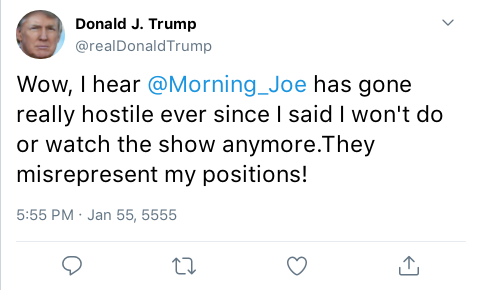 Donald J. Trump
@realDonaldTrump
Wow, I hear @Morning_Joe has gone
really hostile ever since I said I won't do
or watch the show anymore.They
misrepresent my positions!
5:55 PM · Jan 55, 5555